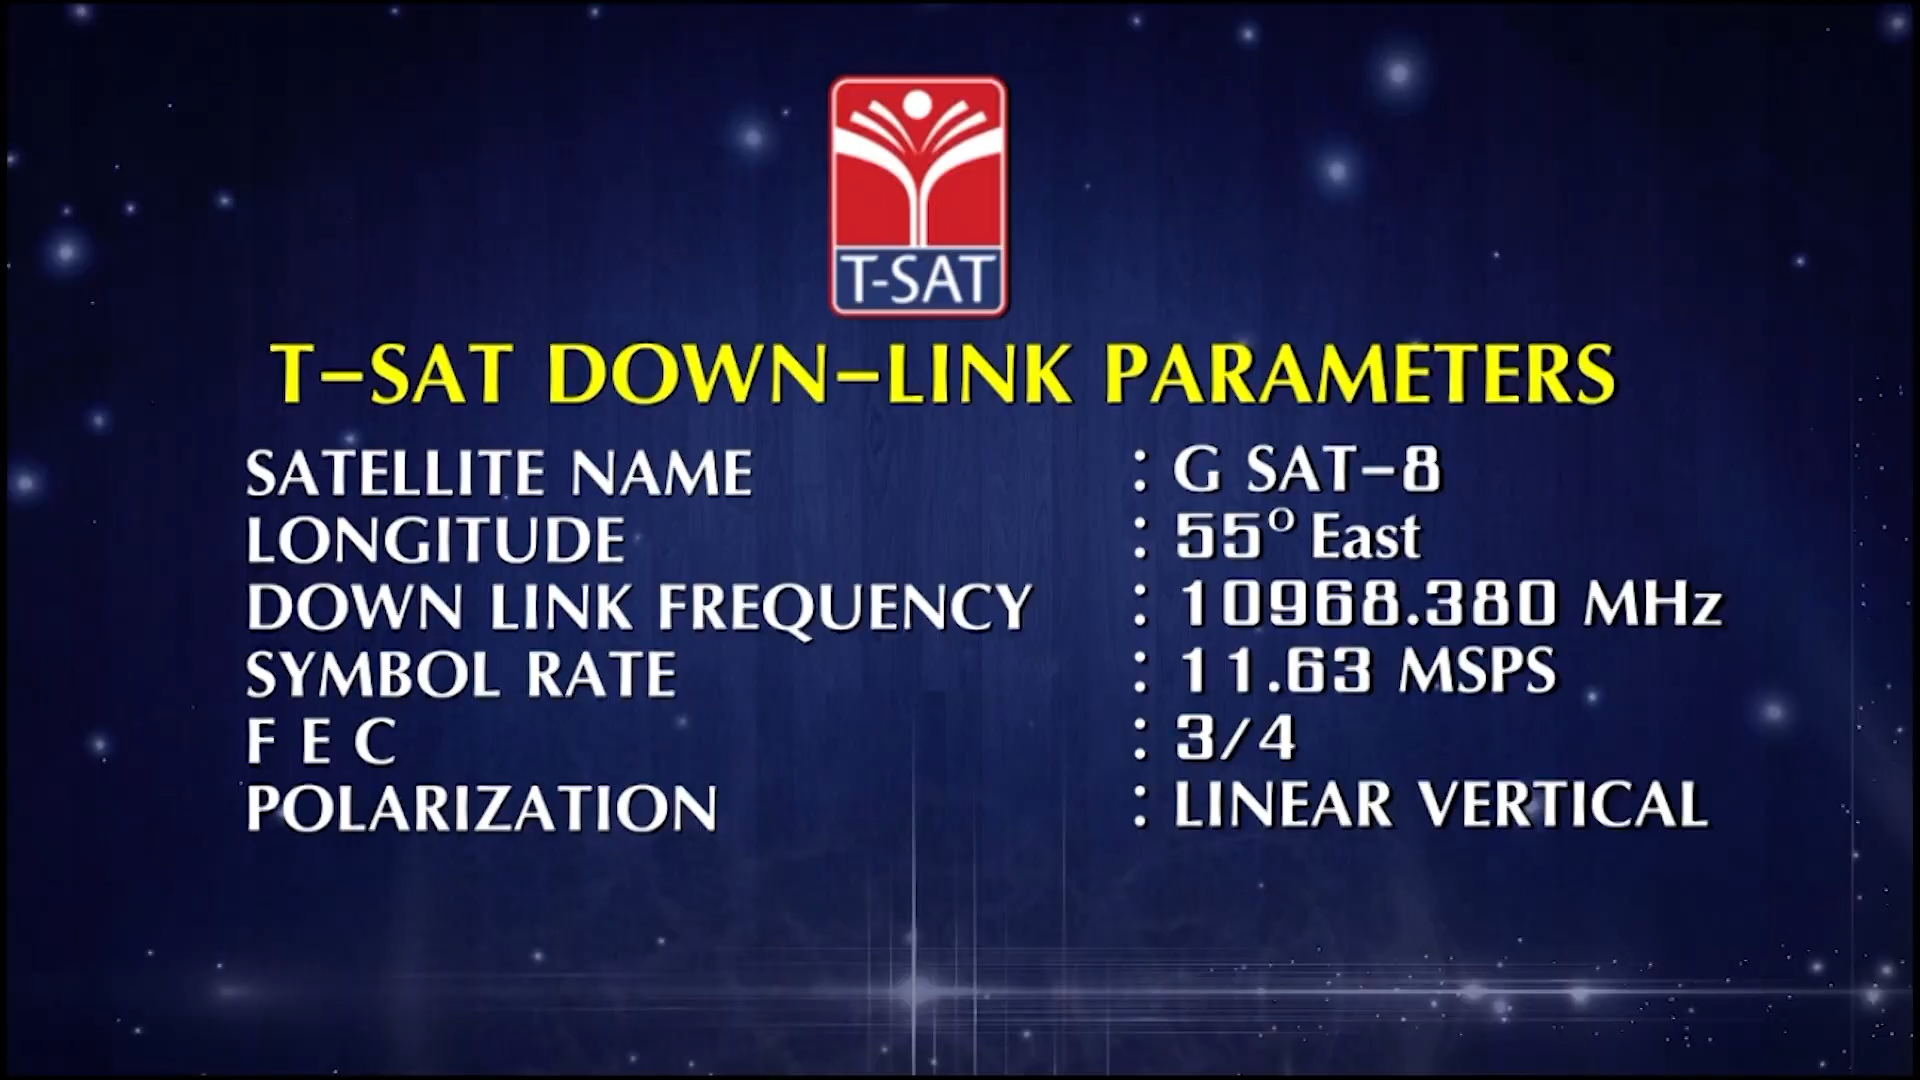 T-SAT
T-SAT DOWN-LINK PARAMETERS
SATELLITE NAME : G SAT-8
LONGITUDE : 55° East
DOWN LINK FREQUENCY : 10968.380 MHz
SYMBOL RATE : 11.63 MSPS
F E C : 3/4
POLARIZATION : LINEAR VERTICAL